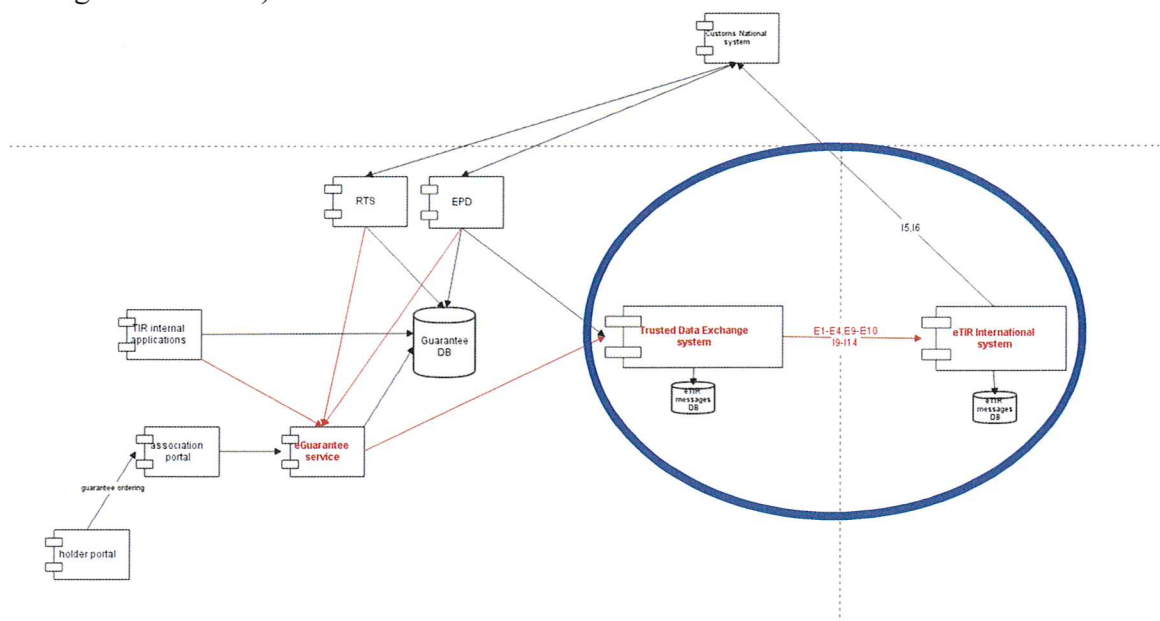 Customs National
system
RTS
EPD
I5,I6
TIR internal
applications
Guarantee
DB
Trusted Data Exchange
system
E1-E4,E9-E10
I9-I14
eTIR International
system
eTIR
messages
DB
eTIR
messages
DB
association
portal
eGuarantee
service
guarantee ordering
holder portal